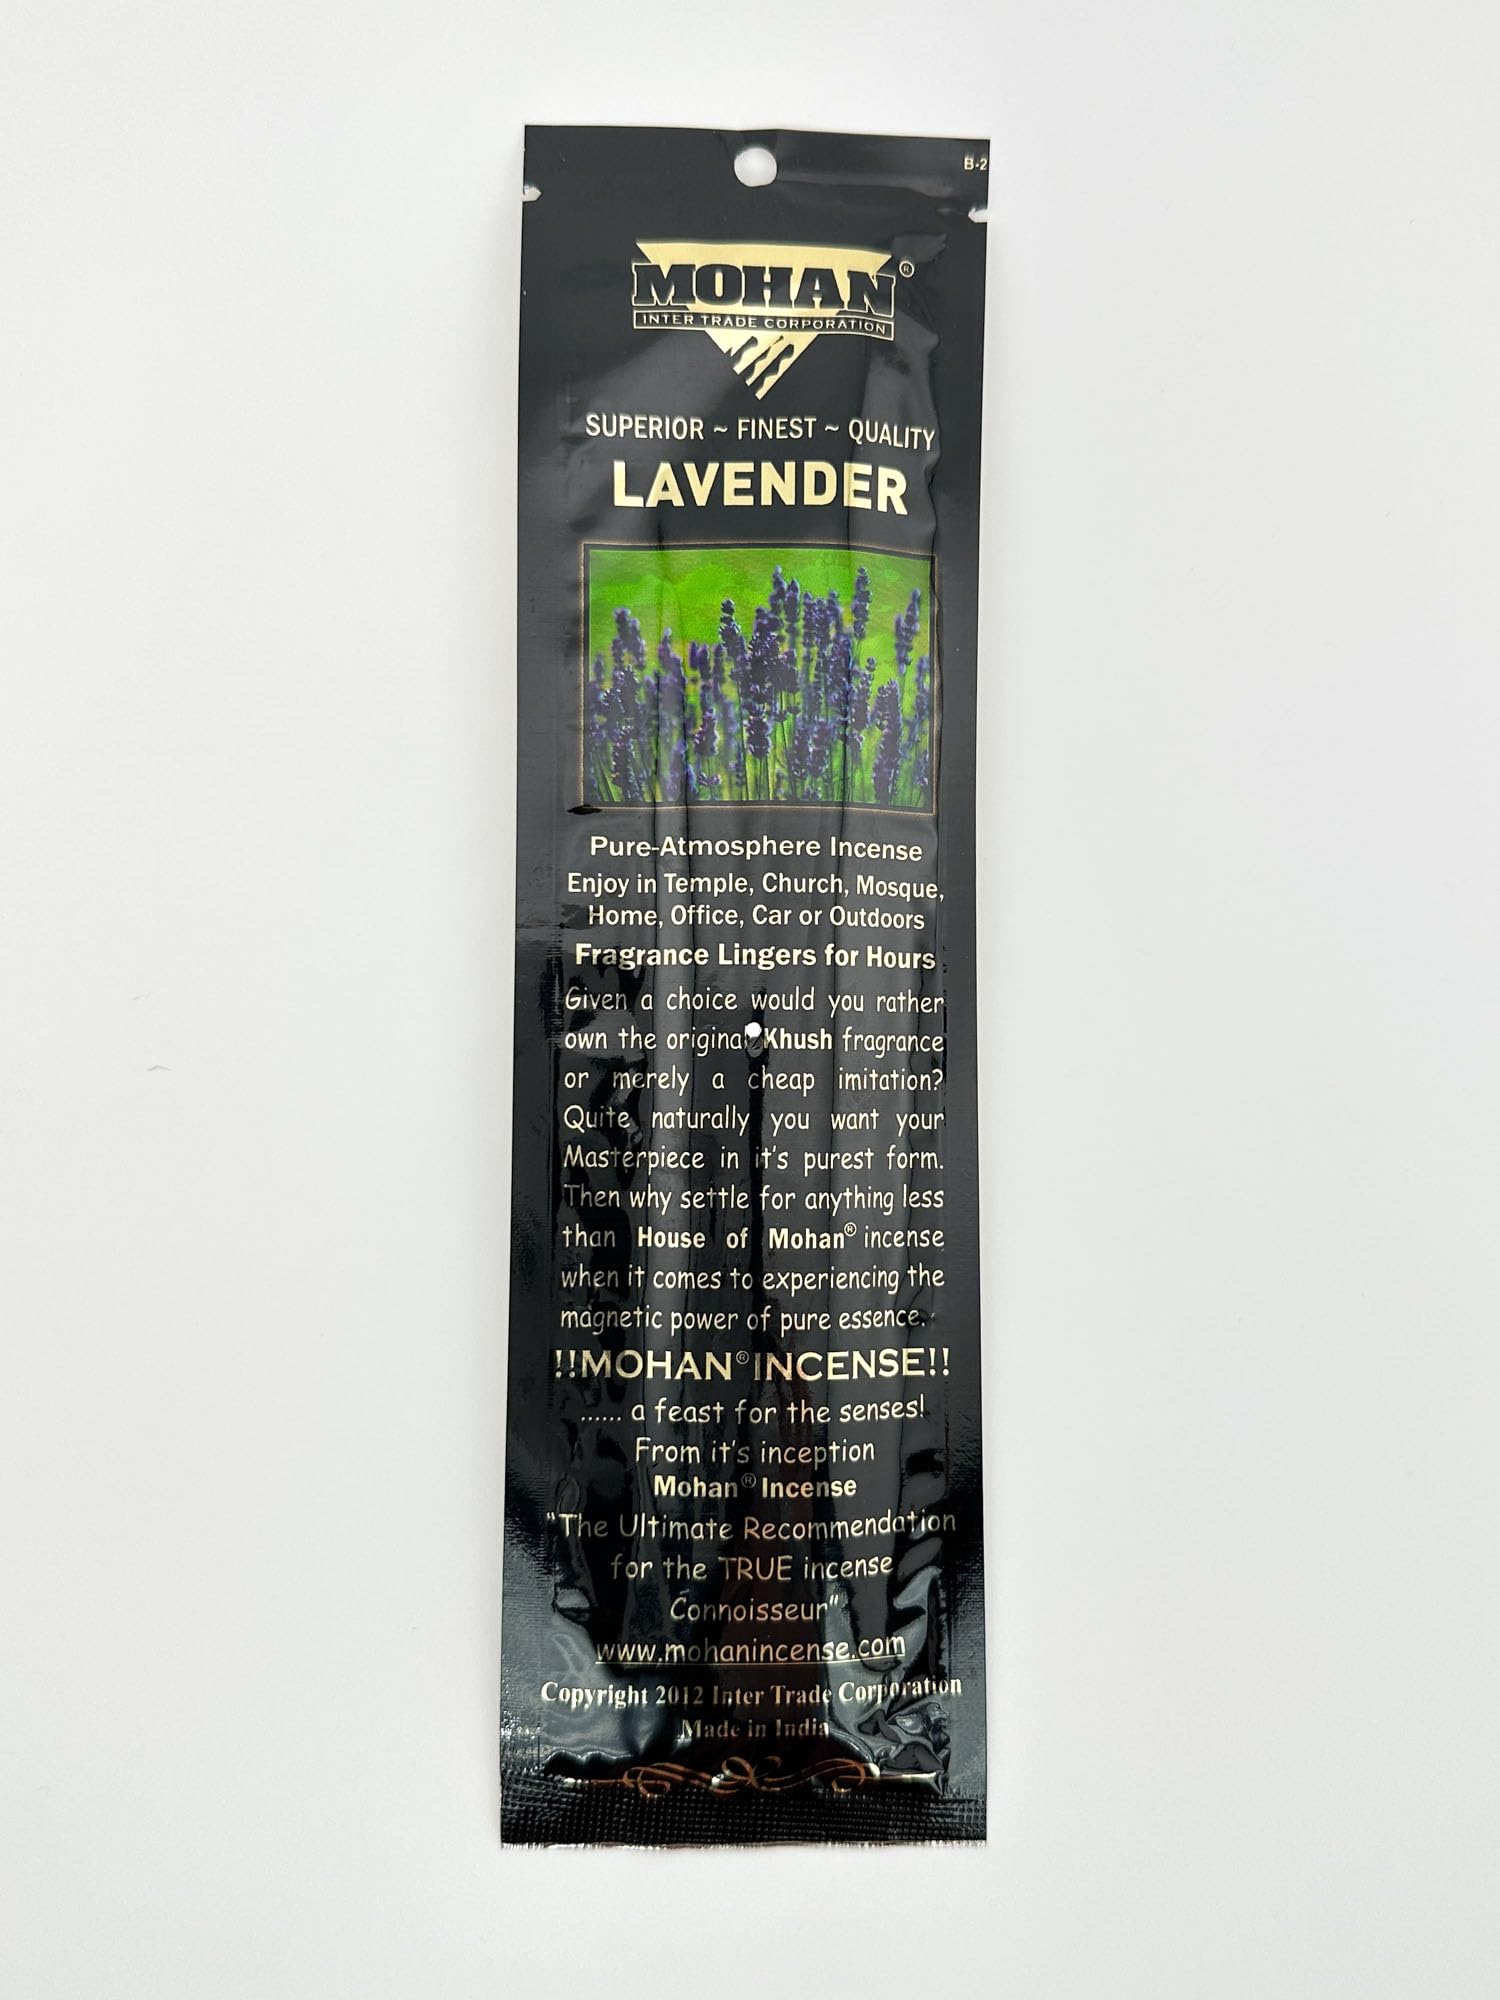 B-2
MOHAN®
INTER TRADE CORPORATION
SUPERIOR ~ FINEST ~ QUALITY
LAVENDER
Pure-Atmosphere Incense
Enjoy in Temple, Church, Mosque,
Home, Office, Car or Outdoors
Fragrance Lingers for Hours
Given a choice would you rather
own the original Khush fragrance
or merely a cheap imitation?
Quite naturally you want your
Masterpiece in it's purest form.
Then why settle for anything less
than House of Mohan® incense
when it comes to experiencing the
magnetic power of pure essence.
!!MOHAN® INCENSE!!
...... a feast for the senses!
From it's inception
Mohan® Incense
"The Ultimate Recommendation
for the TRUE incense
Connoisseur"
www.mohanincense.com
Copyright 2012 Inter Trade Corporation
Made in India